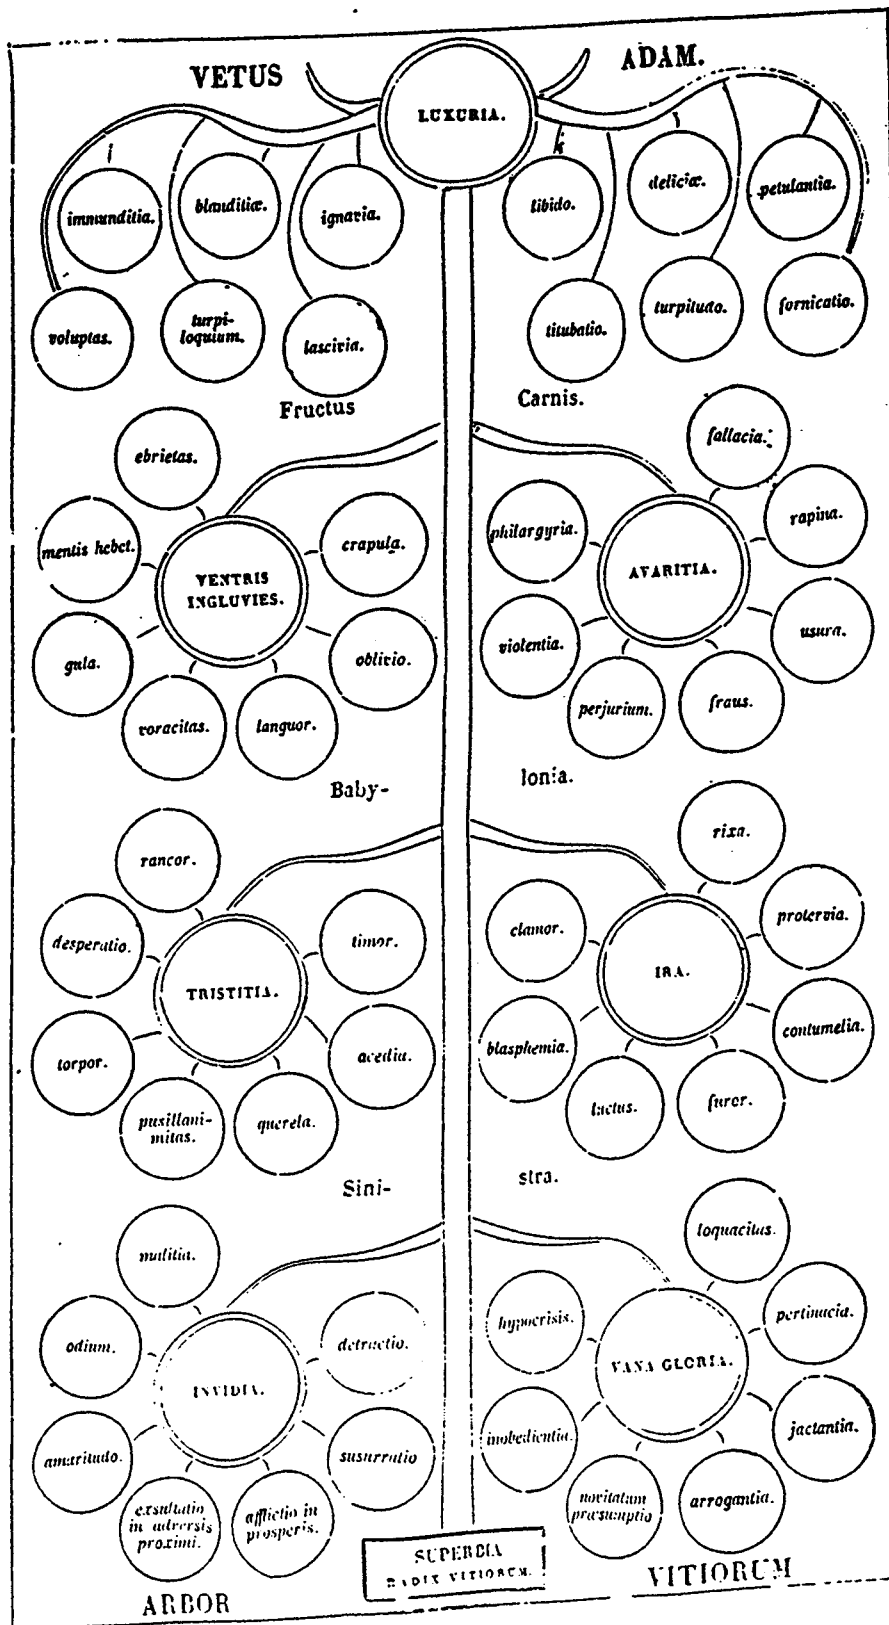 VETUS ADAM.
LUXURIA.
immunditia.
blanditiæ.
ignavia.
libido.
deliciæ.
petulantia.
voluptas.
turpi-
loquium.
lascivia.
titubatio.
turpitudo.
fornicatio.
Fructus Carnis.
ebrietas.
mentis hebet.
crapula.
VENTRIS
INGLUVIES.
gula.
oblivio.
voracitas.
languor.
fallacia.
philargyria.
rapina.
AVARITIA.
violentia.
usura.
perjurium.
fraus.
Baby- lonia.
rancor.
desperatio.
timor.
TRISTITIA.
torpor.
acedia.
pusillani-
mitas.
querela.
rixa.
clamor.
protervia.
IRA.
blasphemia.
contumelia.
luctus.
furor.
Sini- stra.
malitia.
odium.
detractio.
INVIDIA.
amaritudo.
susurratio
exsultatio
in adversis
proximi.
afflictio in
prosperis.
loquacitas.
hypocrisis.
pertinacia.
VANA GLORIA.
inobedientia.
jactantia.
novitatum
præsumptio
arrogantia.
SUPERBIA
RADIX VITIORUM.
ARBOR VITIORUM